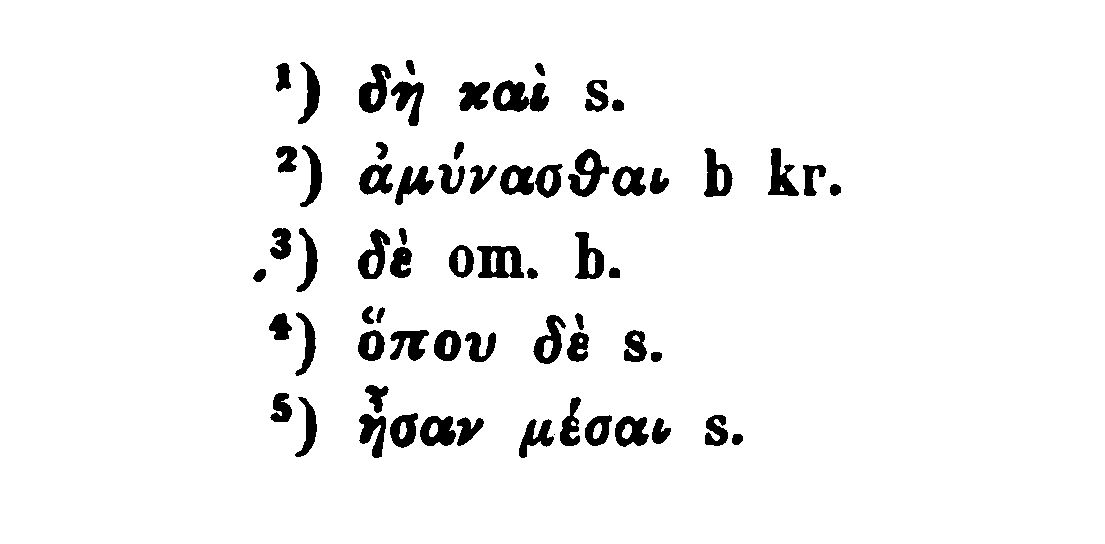 ¹) δὴ καὶ s.
²) ἀμύνασθαι b kr.
³) δὲ om. b.
⁴) ὅπου δὲ s.
⁵) ἦσαν μέσαι s.